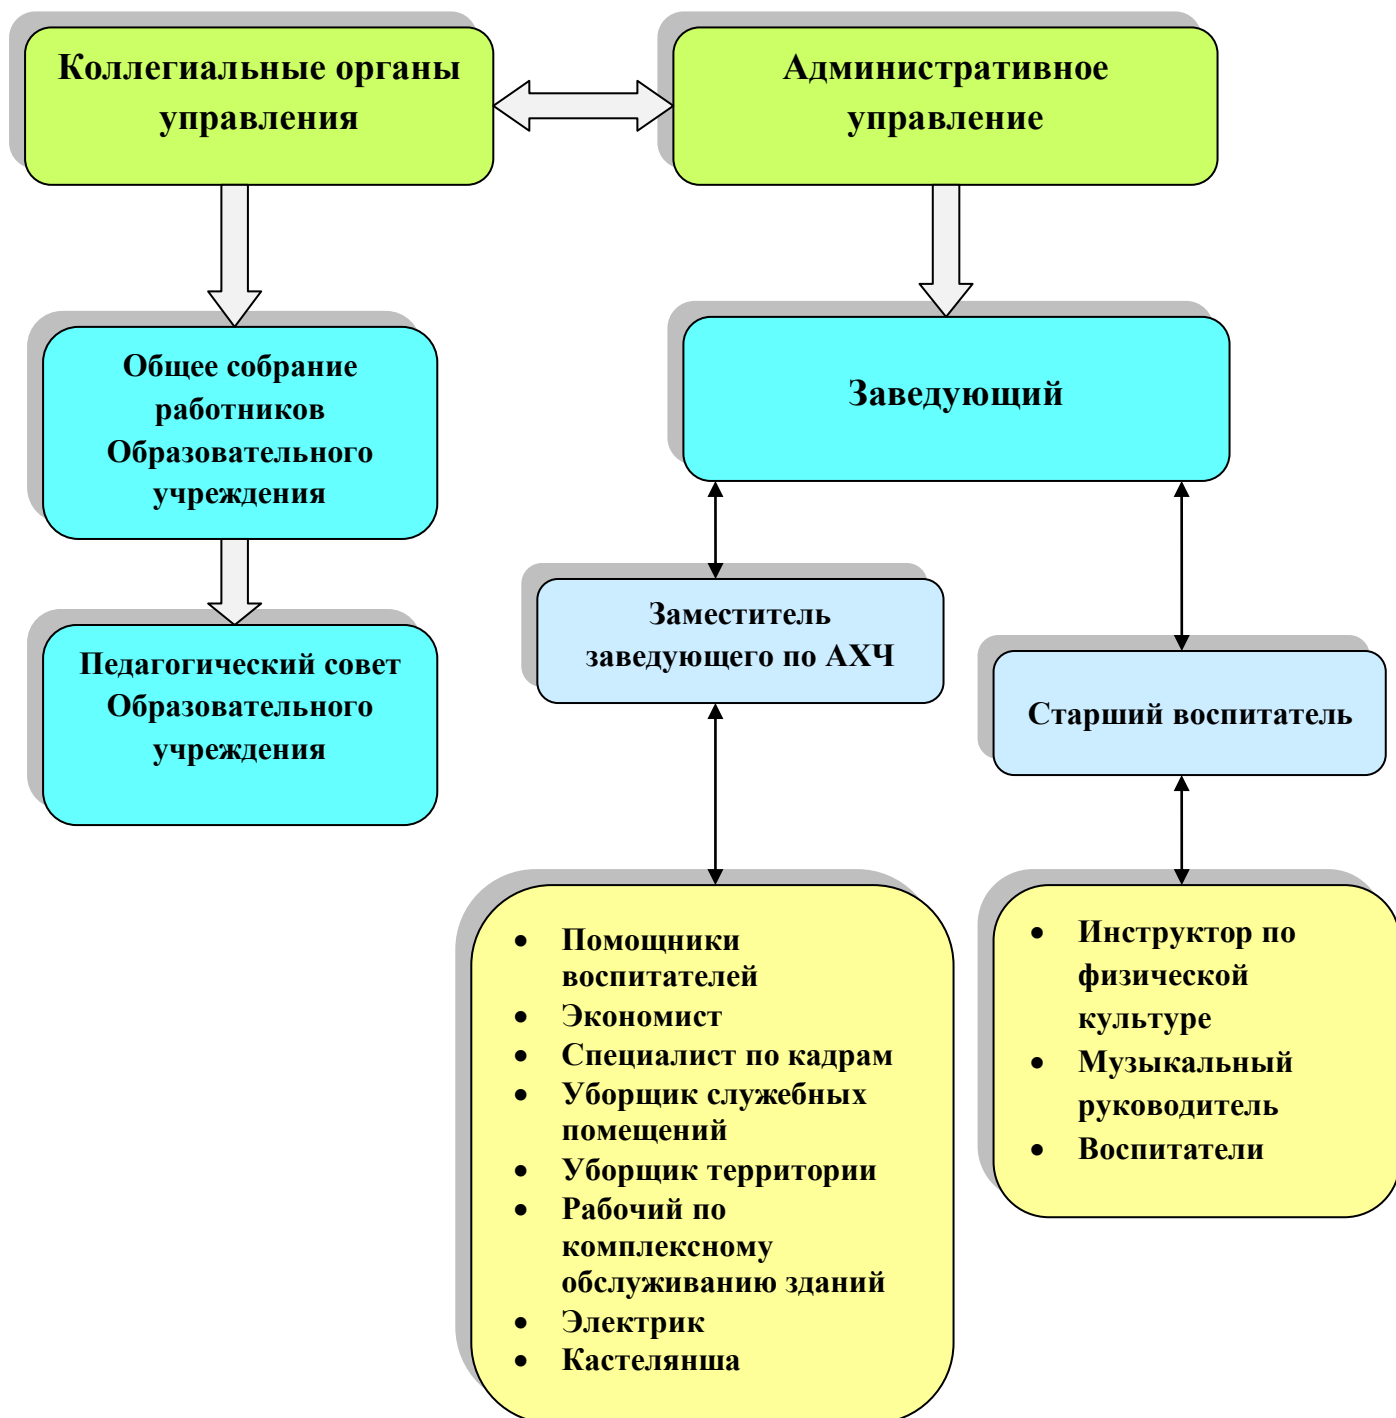 Коллегиальные органы
управления
Административное
управление
Общее собрание
работников
Образовательного
учреждения
Заведующий
Педагогический совет
Образовательного
учреждения
Заместитель
заведующего по АХЧ
Старший воспитатель
• Помощники
воспитателей
• Экономист
• Специалист по кадрам
• Уборщик служебных
помещений
• Уборщик территории
• Рабочий по
комплексному
обслуживанию зданий
• Электрик
• Кастелянша
• Инструктор по
физической
культуре
• Музыкальный
руководитель
• Воспитатели